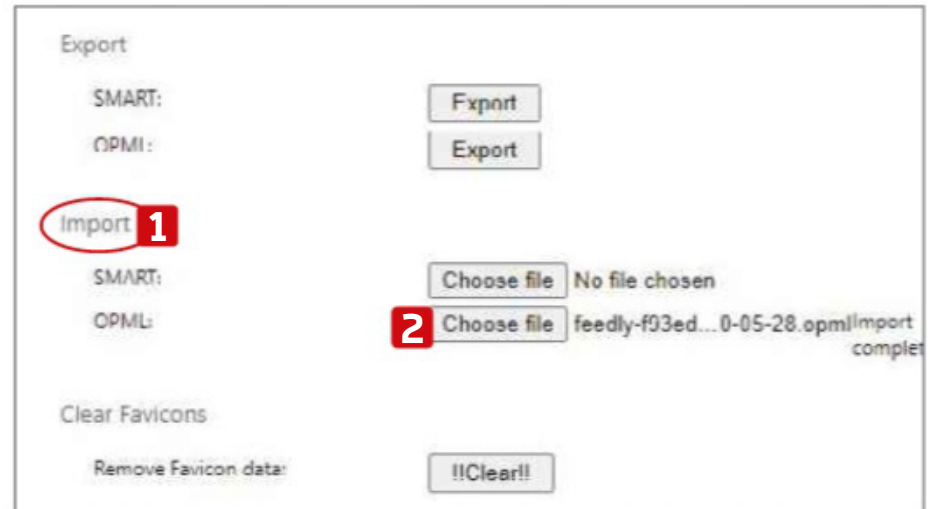 Export
SMART: Export
OPML: Export
Import 1
SMART: Choose file No file chosen
OPML: 2 Choose file feedly-f93ed...0-05-28.opml Import
complet
Clear Favicons
Remove Favicon data: !!Clear!!